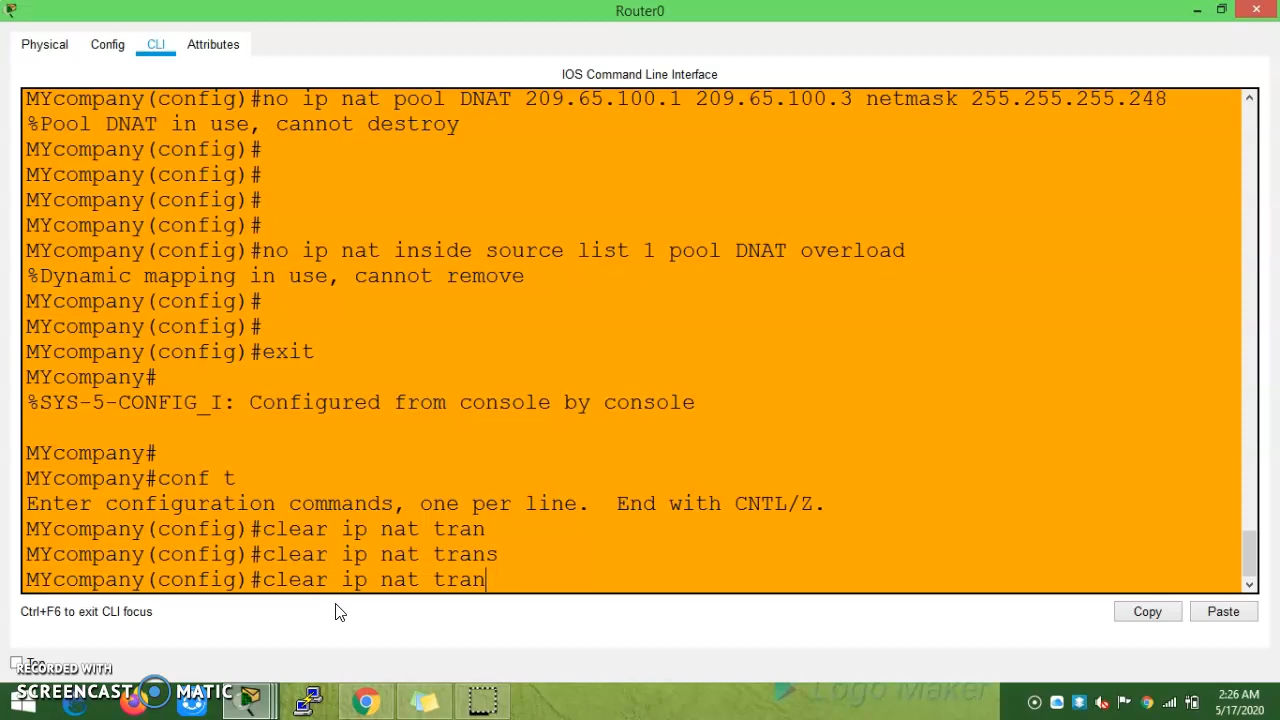 Router0
Physical Config CLI Attributes
IOS Command Line Interface
MYcompany(config)#no ip nat pool DNAT 209.65.100.1 209.65.100.3 netmask 255.255.255.248
%Pool DNAT in use, cannot destroy
MYcompany(config)#
MYcompany(config)#
MYcompany(config)#
MYcompany(config)#
MYcompany(config)#no ip nat inside source list 1 pool DNAT overload
%Dynamic mapping in use, cannot remove
MYcompany(config)#
MYcompany(config)#
MYcompany(config)#exit
MYcompany#
%SYS-5-CONFIG_I: Configured from console by console
MYcompany#
MYcompany#conf t
Enter configuration commands, one per line.  End with CNTL/Z.
MYcompany(config)#clear ip nat tran
MYcompany(config)#clear ip nat trans
MYcompany(config)#clear ip nat tran
Ctrl+F6 to exit CLI focus
Copy Paste
Top
RECORDED WITH
SCREENCAST MATIC
Logo Maker
2:26 AM
5/17/2020